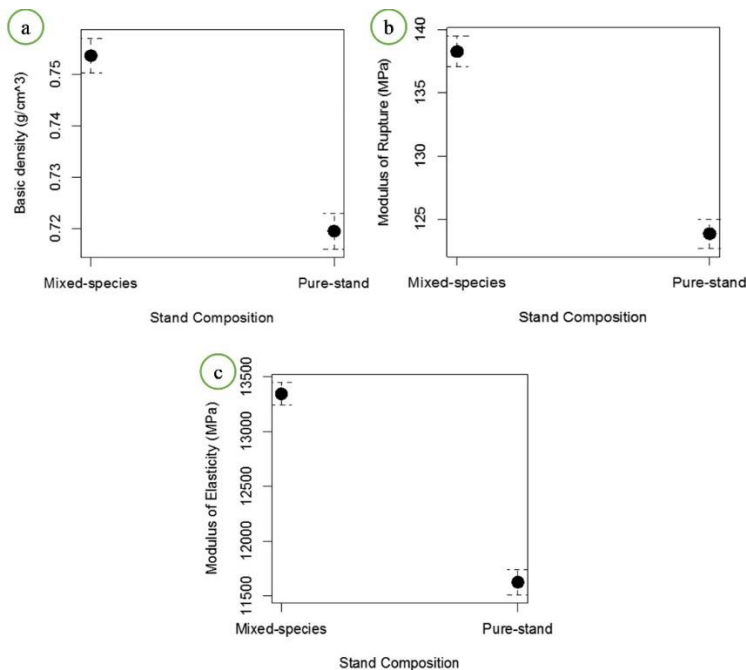 a
Basic density (g/cm^3)
0.75
0.74
0.73
0.72
Mixed-species
Pure-stand
Stand Composition
b
Modulus of Rupture (MPa)
140
135
130
125
Mixed-species
Pure-stand
Stand Composition
c
Modulus of Elasticity (MPa)
13500
13000
12500
12000
11500
Mixed-species
Pure-stand
Stand Composition